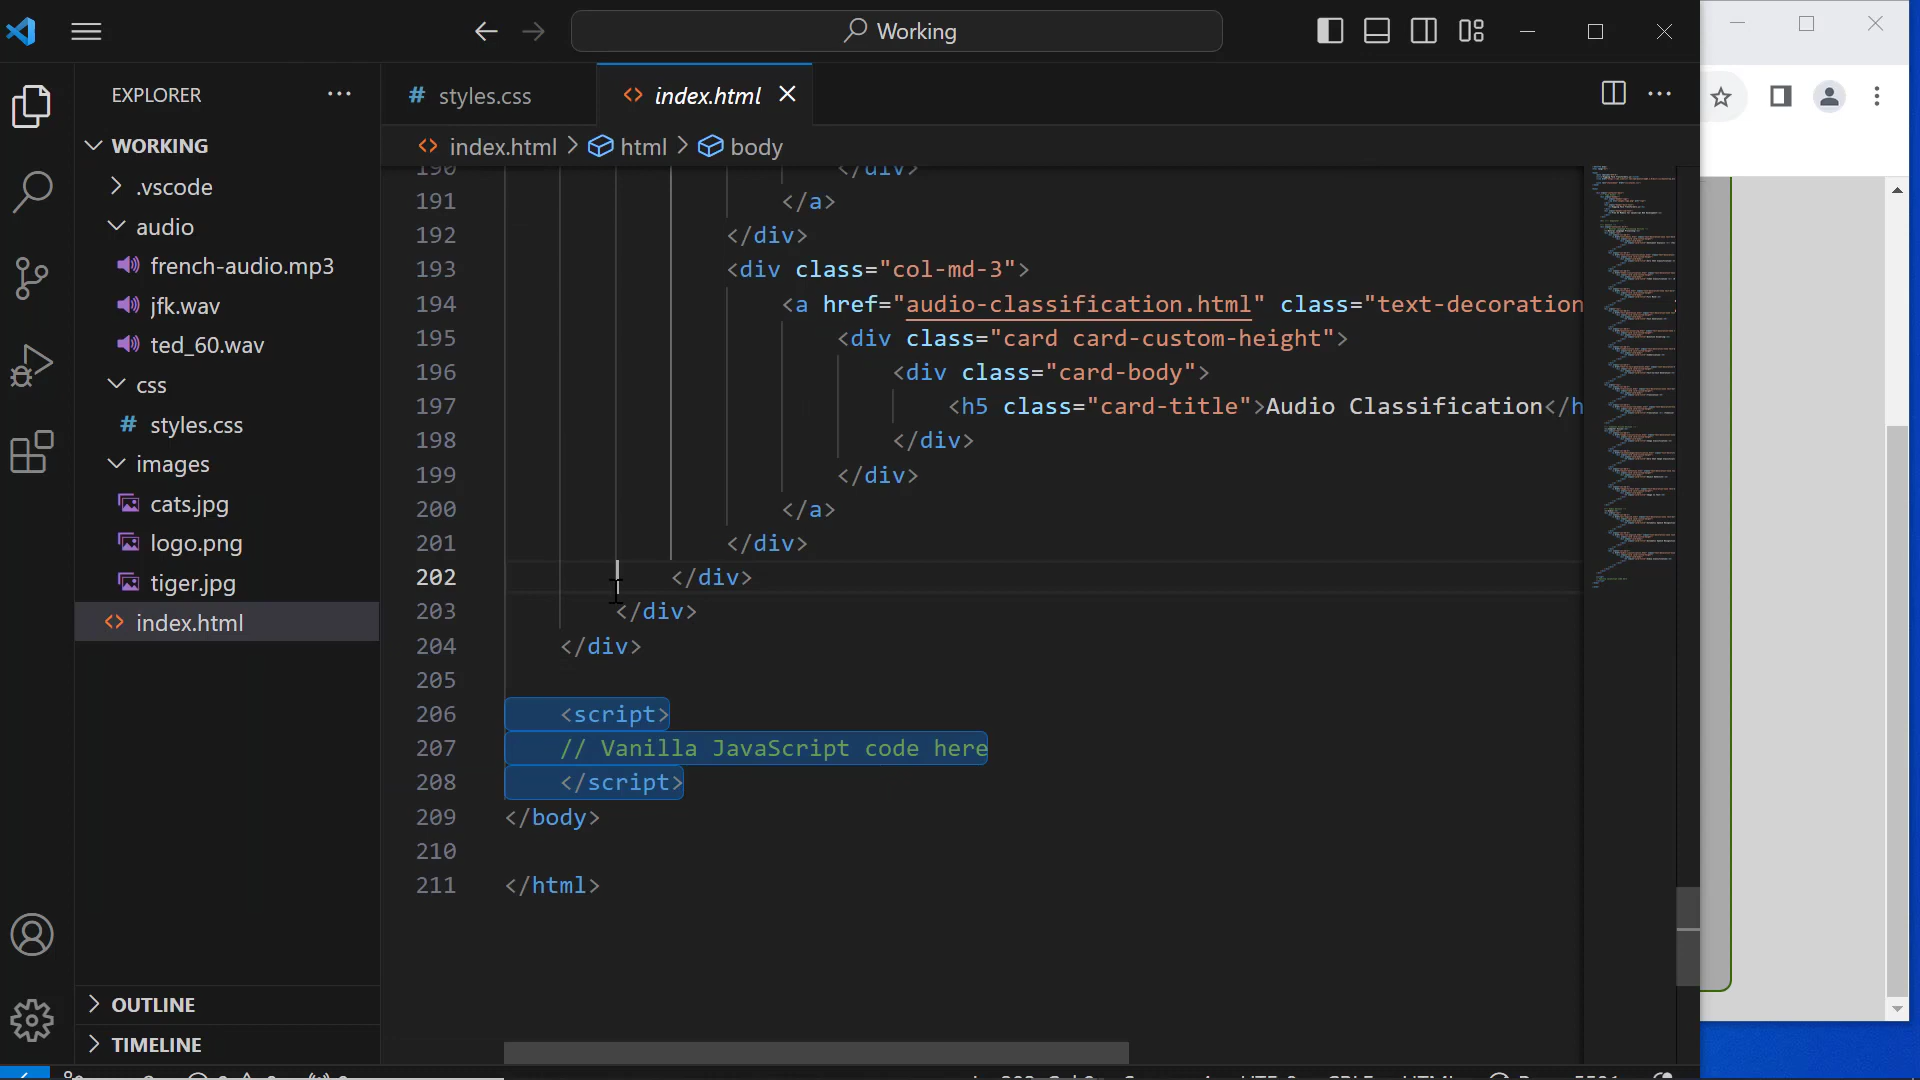 Working
EXPLORER
# styles.css
<> index.html
<> index.html > html > body
WORKING
.vscode
audio
french-audio.mp3
jfk.wav
ted_60.wav
css
# styles.css
images
cats.jpg
logo.png
tiger.jpg
<> index.html
OUTLINE
TIMELINE
190 </div>
191 </a>
192 </div>
193 <div class="col-md-3">
194 <a href="audio-classification.html" class="text-decoration
195 <div class="card card-custom-height">
196 <div class="card-body">
197 <h5 class="card-title">Audio Classification</h
198 </div>
199 </div>
200 </a>
201 </div>
202 </div>
203 </div>
204 </div>
205
206 <script>
207 // Vanilla JavaScript code here
208 </script>
209 </body>
210
211 </html>